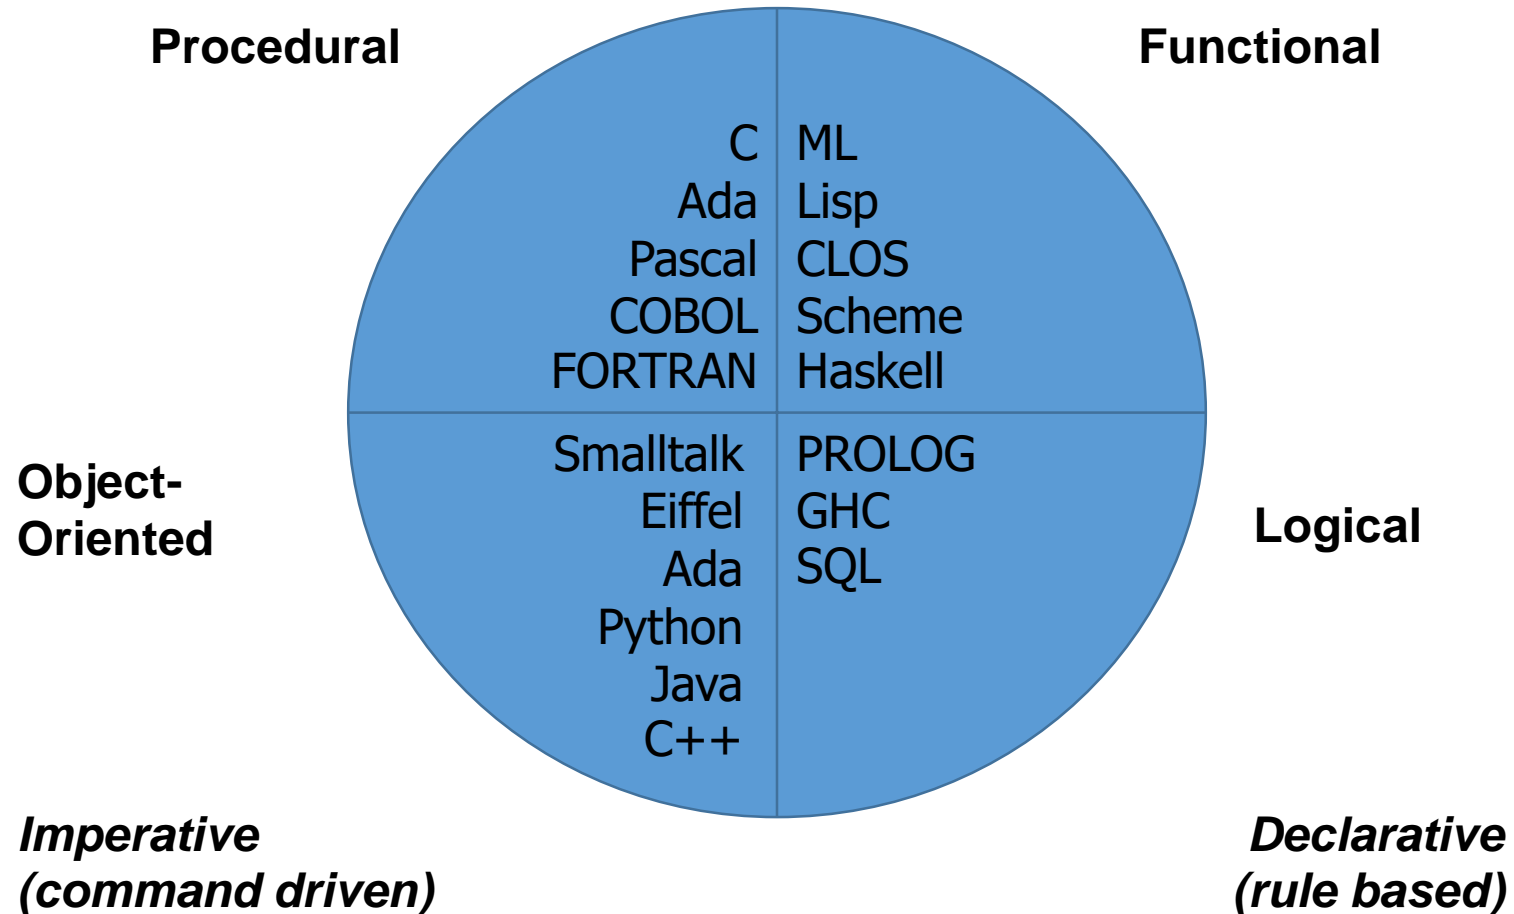 Procedural
Functional
C
Ada
Pascal
COBOL
FORTRAN
ML
Lisp
CLOS
Scheme
Haskell
Object-
Oriented
Smalltalk
Eiffel
Ada
Python
Java
C++
PROLOG
GHC
SQL
Logical
Imperative
(command driven)
Declarative
(rule based)